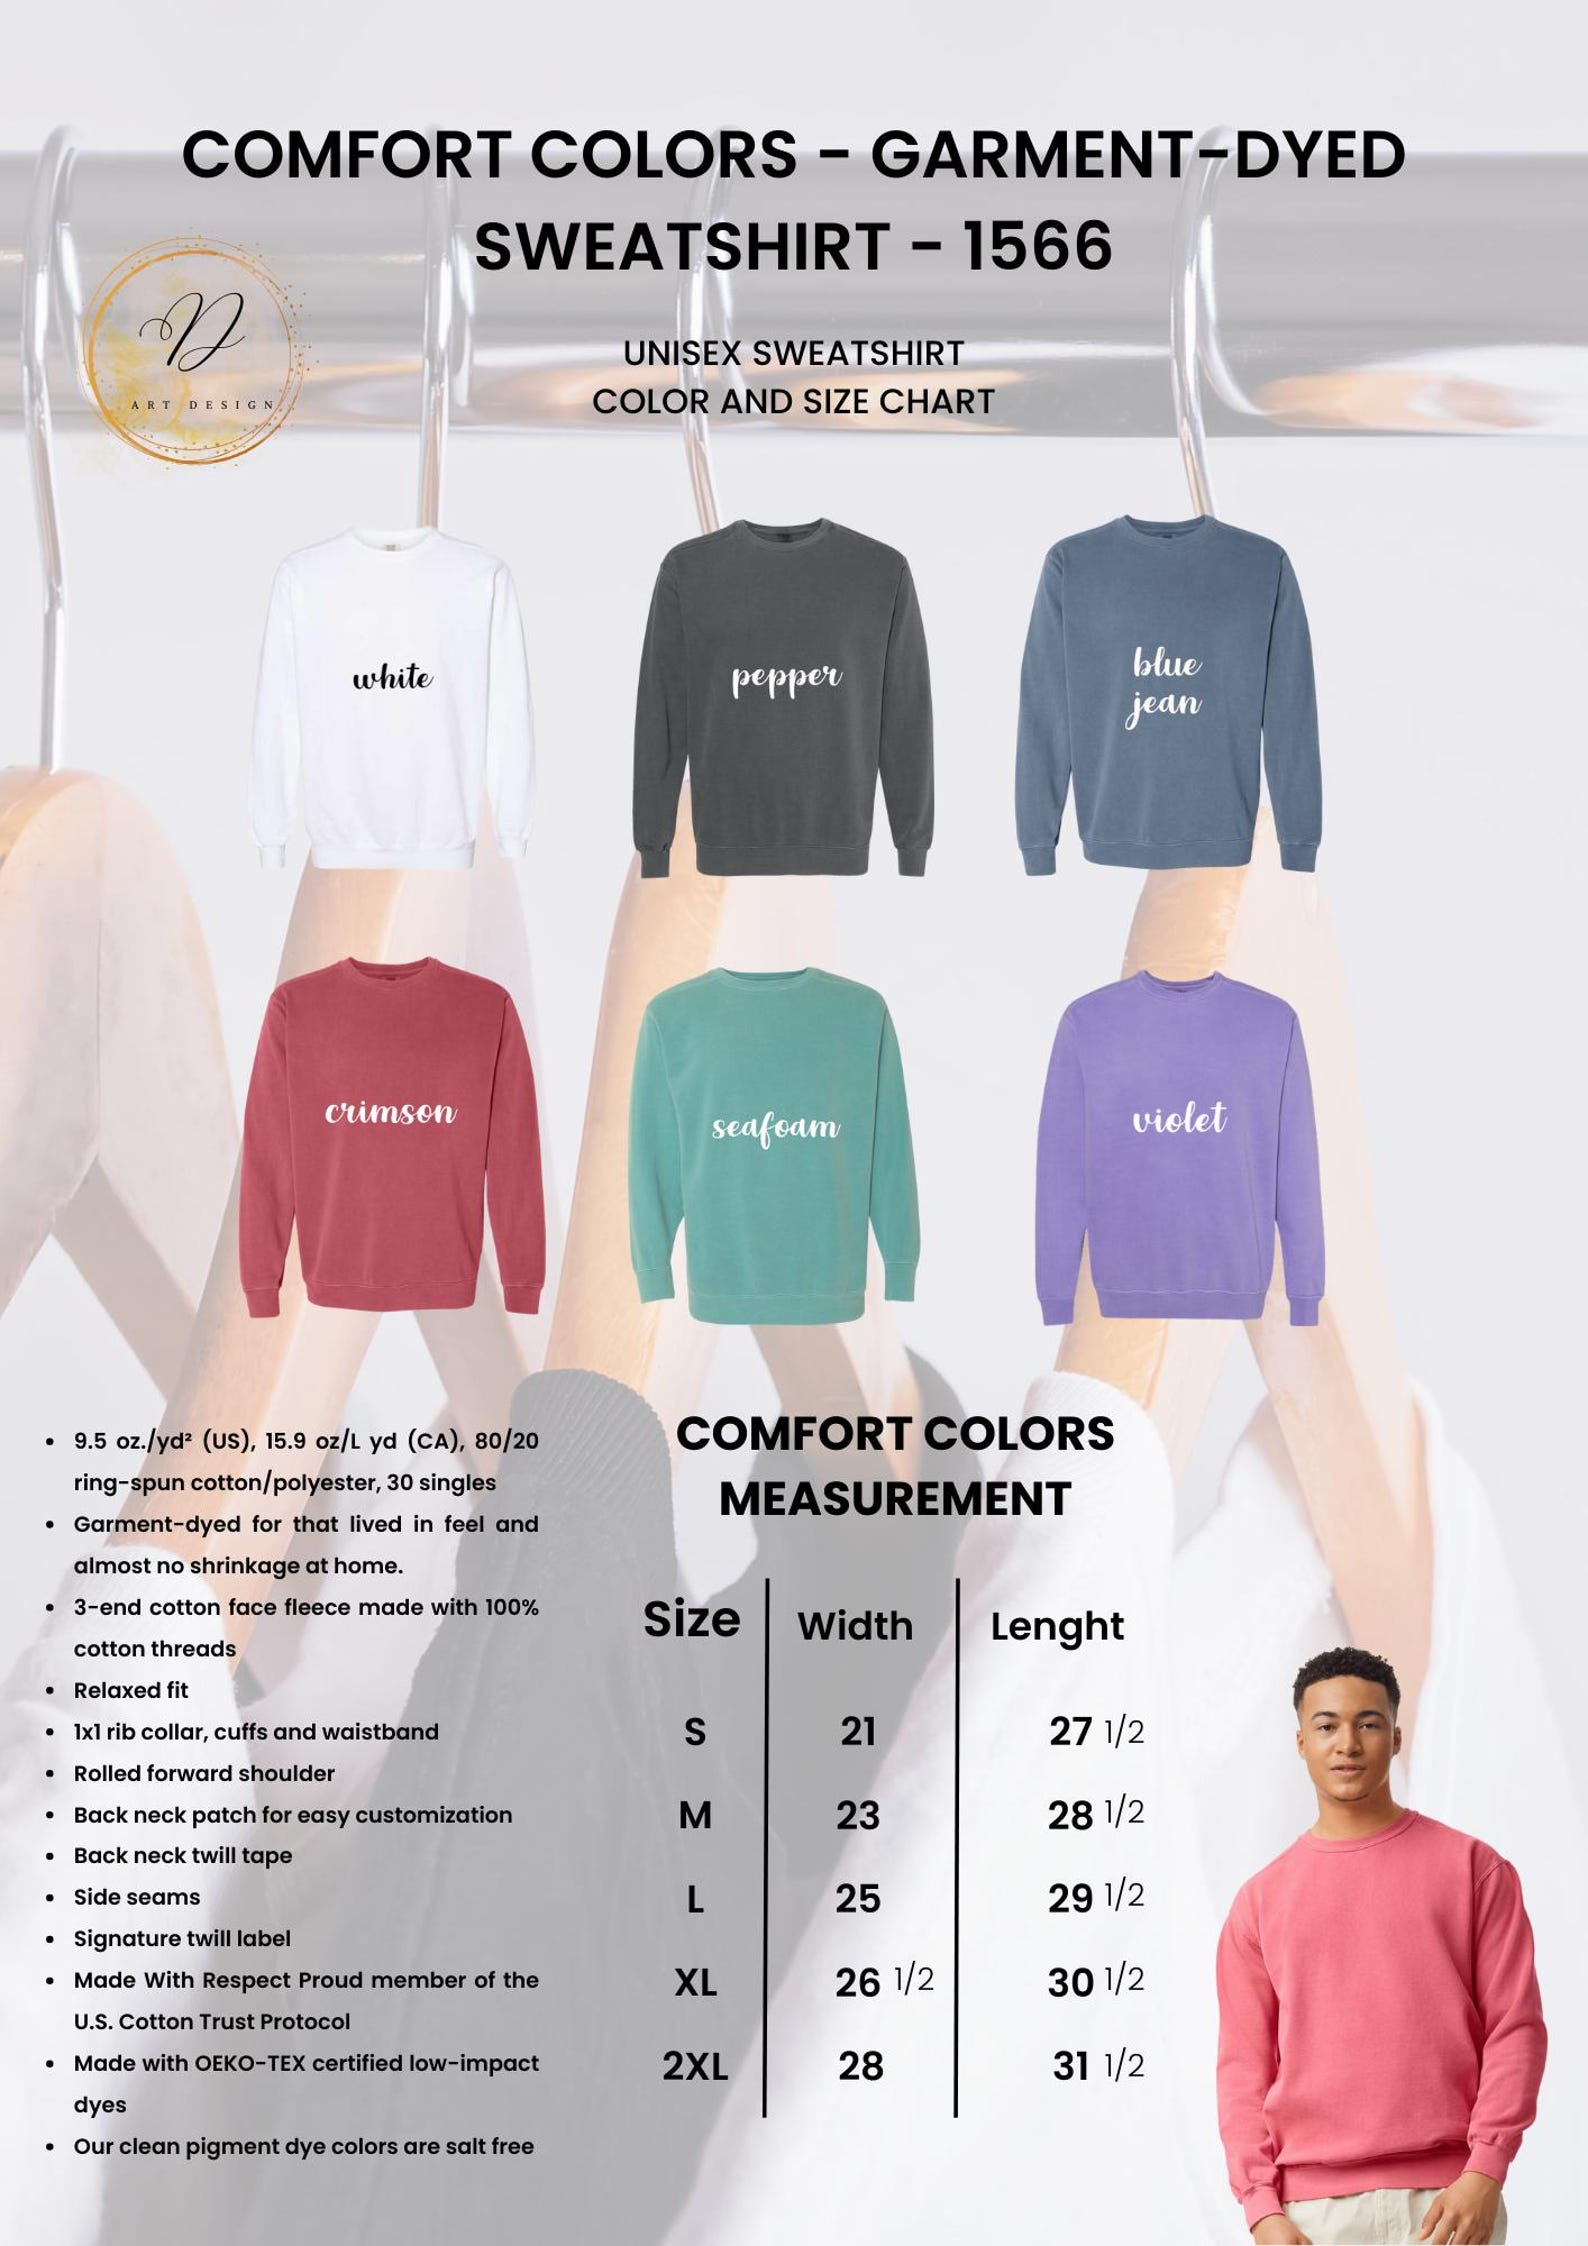 COMFORT COLORS - GARMENT-DYED
SWEATSHIRT - 1566
D
ART DESIGN
UNISEX SWEATSHIRT
COLOR AND SIZE CHART
white
pepper
blue
jean
crimson
seafoam
violet
• 9.5 oz./yd² (US), 15.9 oz/L yd (CA), 80/20
ring-spun cotton/polyester, 30 singles
• Garment-dyed for that lived in feel and
almost no shrinkage at home.
• 3-end cotton face fleece made with 100%
cotton threads
• Relaxed fit
• 1x1 rib collar, cuffs and waistband
• Rolled forward shoulder
• Back neck patch for easy customization
• Back neck twill tape
• Side seams
• Signature twill label
• Made With Respect Proud member of the
U.S. Cotton Trust Protocol
• Made with OEKO-TEX certified low-impact
dyes
• Our clean pigment dye colors are salt free
COMFORT COLORS
MEASUREMENT
Size Width Lenght
S 21 27 1/2
M 23 28 1/2
L 25 29 1/2
XL 26 1/2 30 1/2
2XL 28 31 1/2